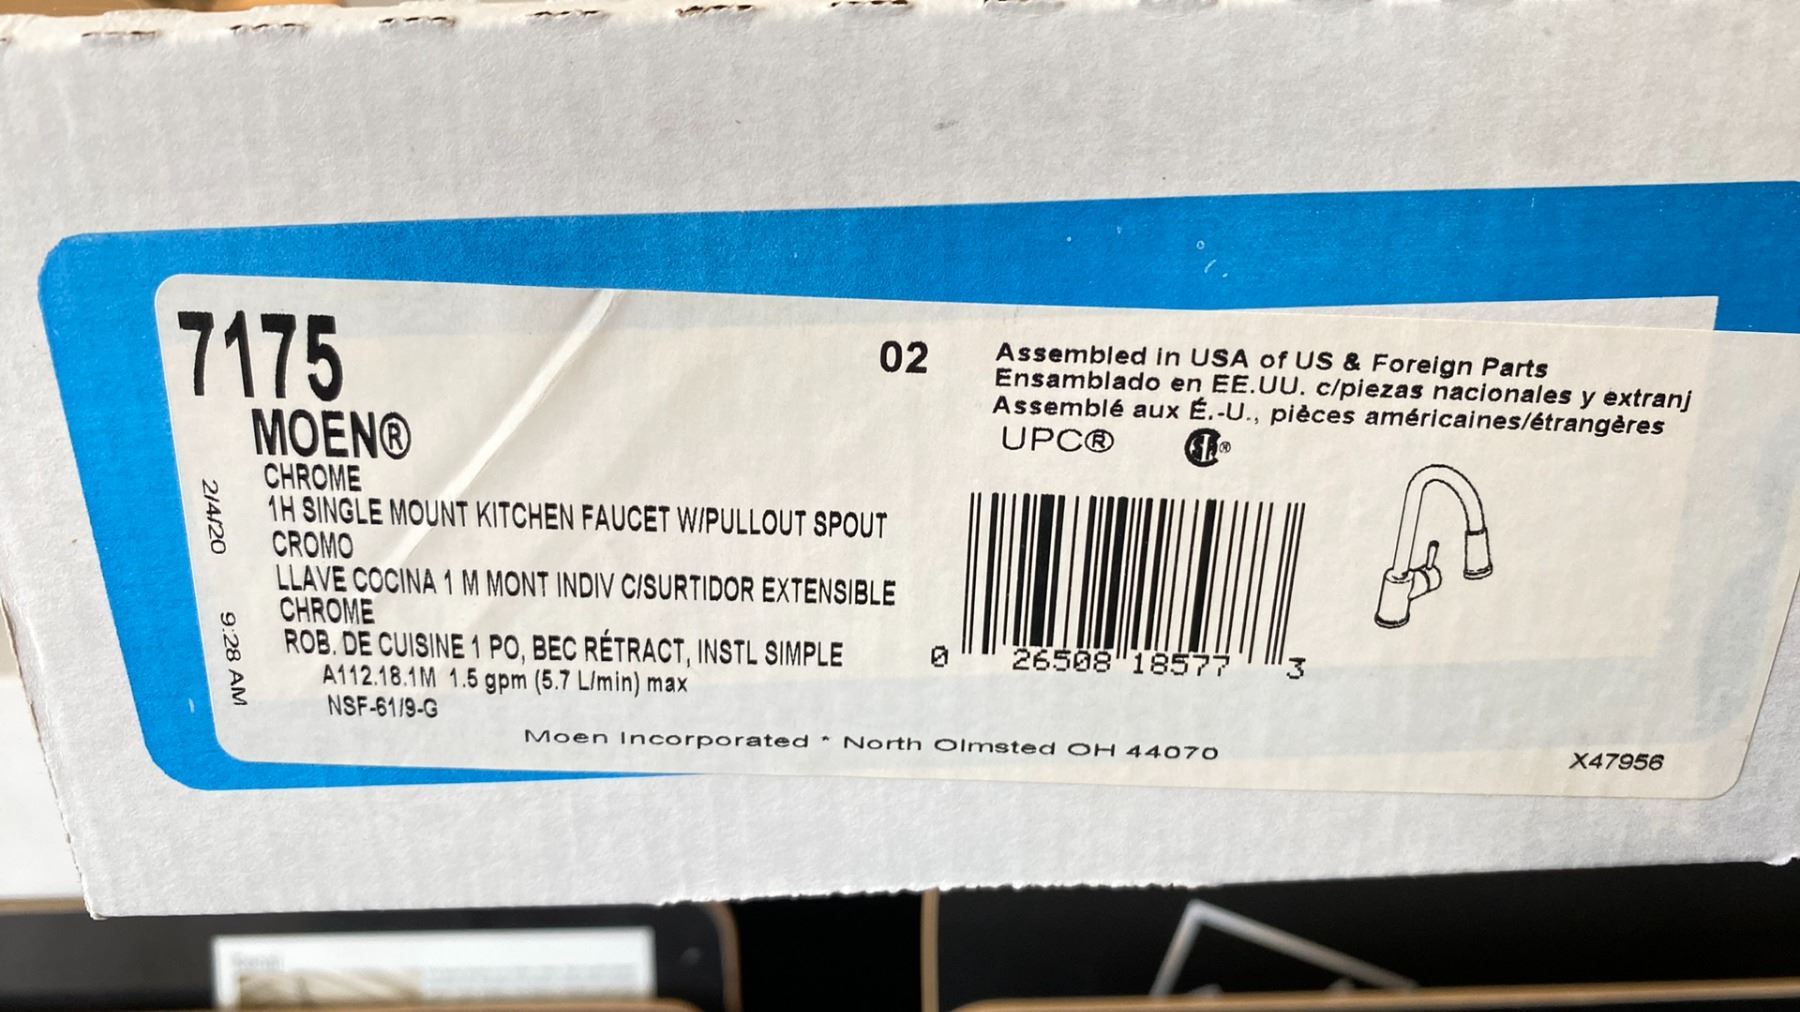 7175
MOEN®
CHROME
1H SINGLE MOUNT KITCHEN FAUCET W/PULLOUT SPOUT
CROMO
LLAVE COCINA 1 M MONT INDIV C/SURTIDOR EXTENSIBLE
CHROME
ROB. DE CUISINE 1 PO, BEC RÉTRACT, INSTL SIMPLE
A112.18.1M 1.5 gpm (5.7 L/min) max
NSF-61/9-G
2/4/20 9:28 AM
02
Assembled in USA of US & Foreign Parts
Ensamblado en EE.UU. c/piezas nacionales y extranj
Assemblé aux É.-U., pièces américaines/étrangères
UPC® SA®
0 26508 18577 3
Moen Incorporated * North Olmsted OH 44070
X47956